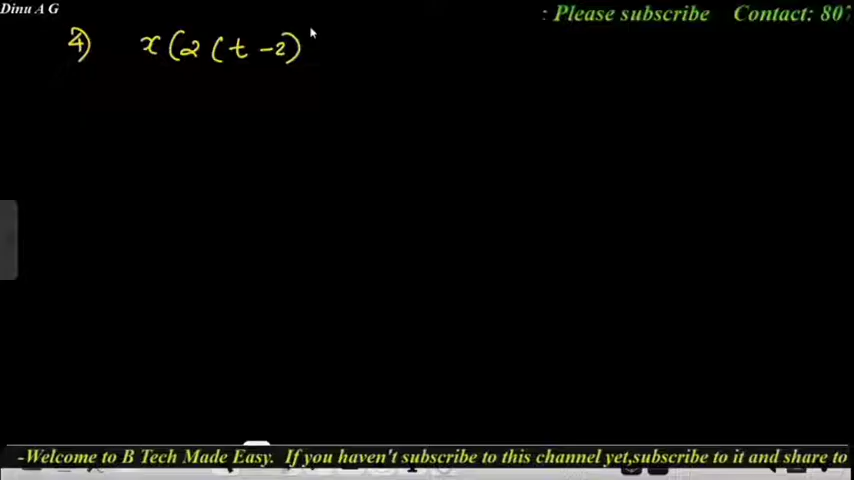 Dinu A G
: Please subscribe Contact: 80
4) x(2(t-2)
-Welcome to B Tech Made Easy. If you haven't subscribe to this channel yet,subscribe to it and share to